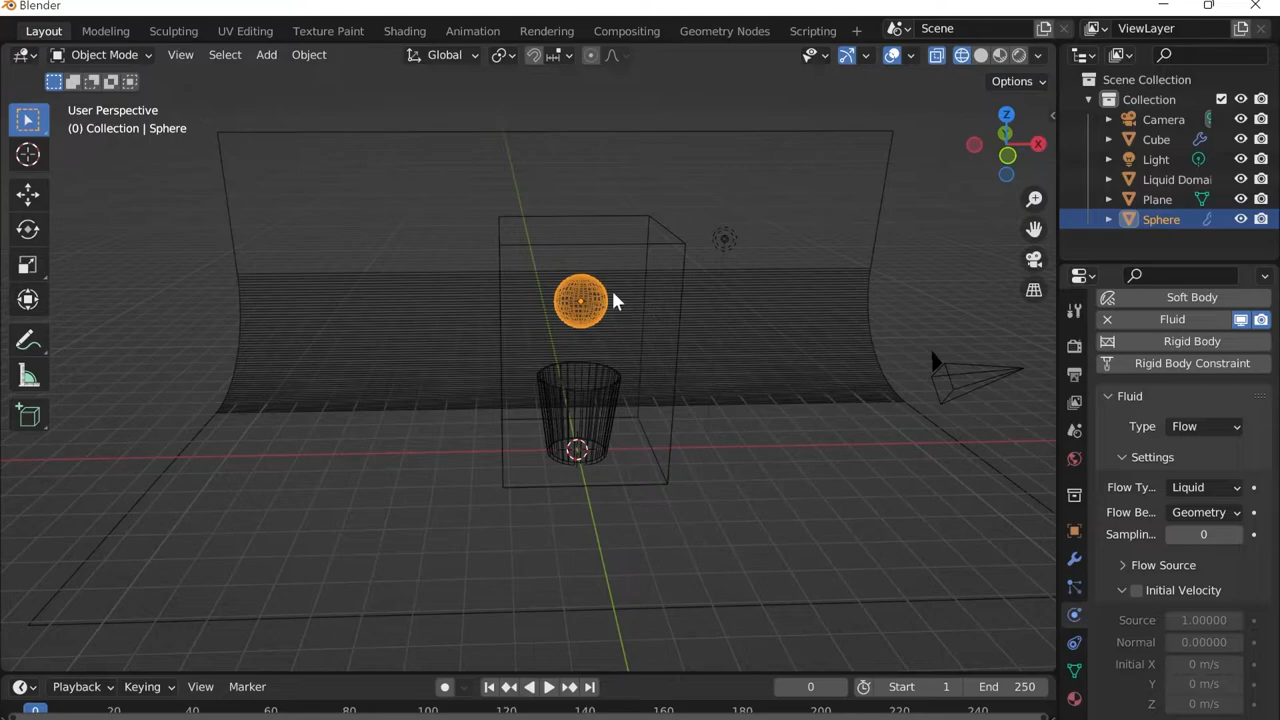 Blender
Layout Modeling Sculpting UV Editing Texture Paint Shading Animation Rendering Compositing Geometry Nodes Scripting + Scene ViewLayer
Object Mode View Select Add Object Global
Options
User Perspective
(0) Collection | Sphere
Z
Y
X
Scene Collection
Collection
Camera
Cube
Light
Liquid Domai
Plane
Sphere
Soft Body
Fluid
Rigid Body
Rigid Body Constraint
Fluid
Type Flow
Settings
Flow Ty... Liquid
Flow Be... Geometry
Samplin... 0
Flow Source
Initial Velocity
Source 1.00000
Normal 0.00000
Initial X 0 m/s
Y 0 m/s
Z 0 m/s
Playback Keying View Marker 0 Start 1 End 250
0 20 40 60 80 100 120 140 160 180 200 220 240